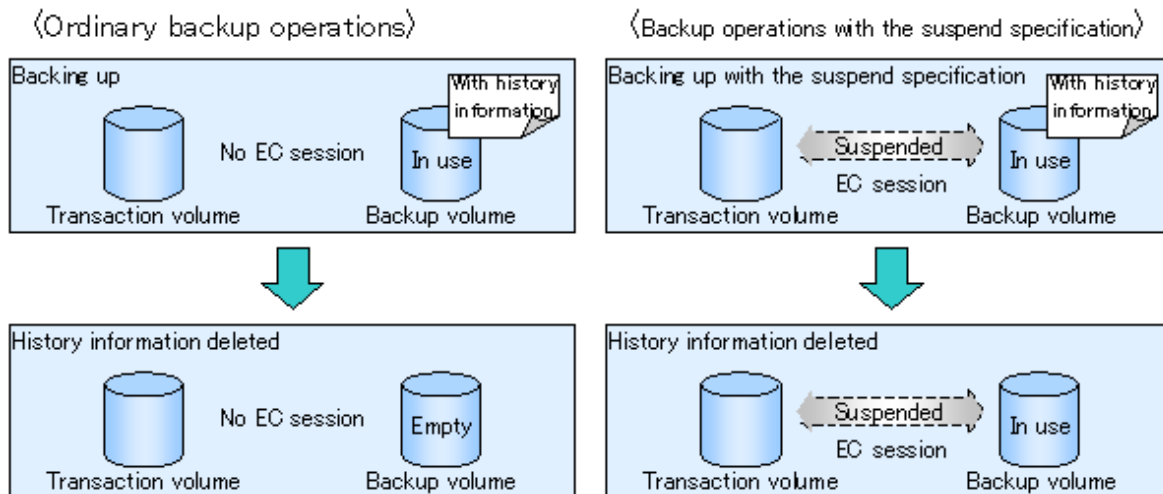 〈Ordinary backup operations〉
Backing up
With history
information
No EC session
In use
Transaction volume
Backup volume
History information deleted
No EC session
Empty
Transaction volume
Backup volume
〈Backup operations with the suspend specification〉
Backing up with the suspend specification
With history
information
Suspended
EC session
In use
Transaction volume
Backup volume
History information deleted
Suspended
EC session
In use
Transaction volume
Backup volume